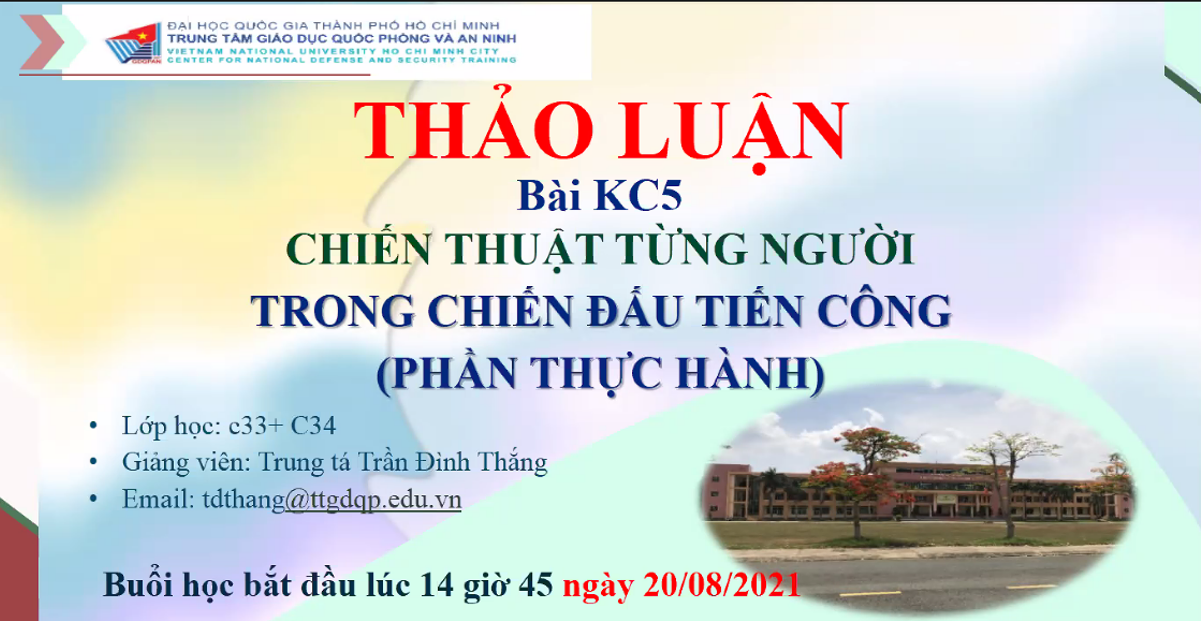 ĐẠI HỌC QUỐC GIA THÀNH PHỐ HỒ CHÍ MINH
TRUNG TÂM GIÁO DỤC QUỐC PHÒNG VÀ AN NINH
VIETNAM NATIONAL UNIVERSITY HO CHI MINH CITY
CENTER FOR NATIONAL DEFENSE AND SECURITY TRAINING
GDQPAN
THẢO LUẬN
Bài KC5
CHIẾN THUẬT TỪNG NGƯỜI
TRONG CHIẾN ĐẤU TIẾN CÔNG
(PHẦN THỰC HÀNH)
• Lớp học: c33+ C34
• Giảng viên: Trung tá Trần Đình Thắng
• Email: tdthang@ttgdqp.edu.vn
Buổi học bắt đầu lúc 14 giờ 45 ngày 20/08/2021